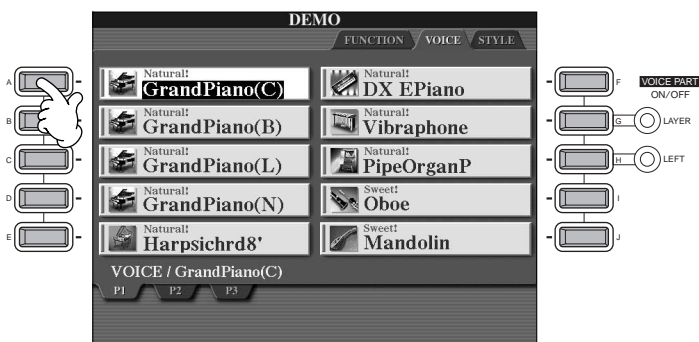 DEMO
FUNCTION VOICE STYLE
A
Natural!
GrandPiano(C)
Natural!
DX EPiano
F
VOICE PART
ON/OFF
B
Natural!
GrandPiano(B)
Natural!
Vibraphone
G
LAYER
C
Natural!
GrandPiano(L)
Natural!
PipeOrganP
H
LEFT
D
Natural!
GrandPiano(N)
Sweet!
Oboe
I
E
Natural!
Harpsichrd8'
Sweet!
Mandolin
J
VOICE / GrandPiano(C)
P1 P2 P3